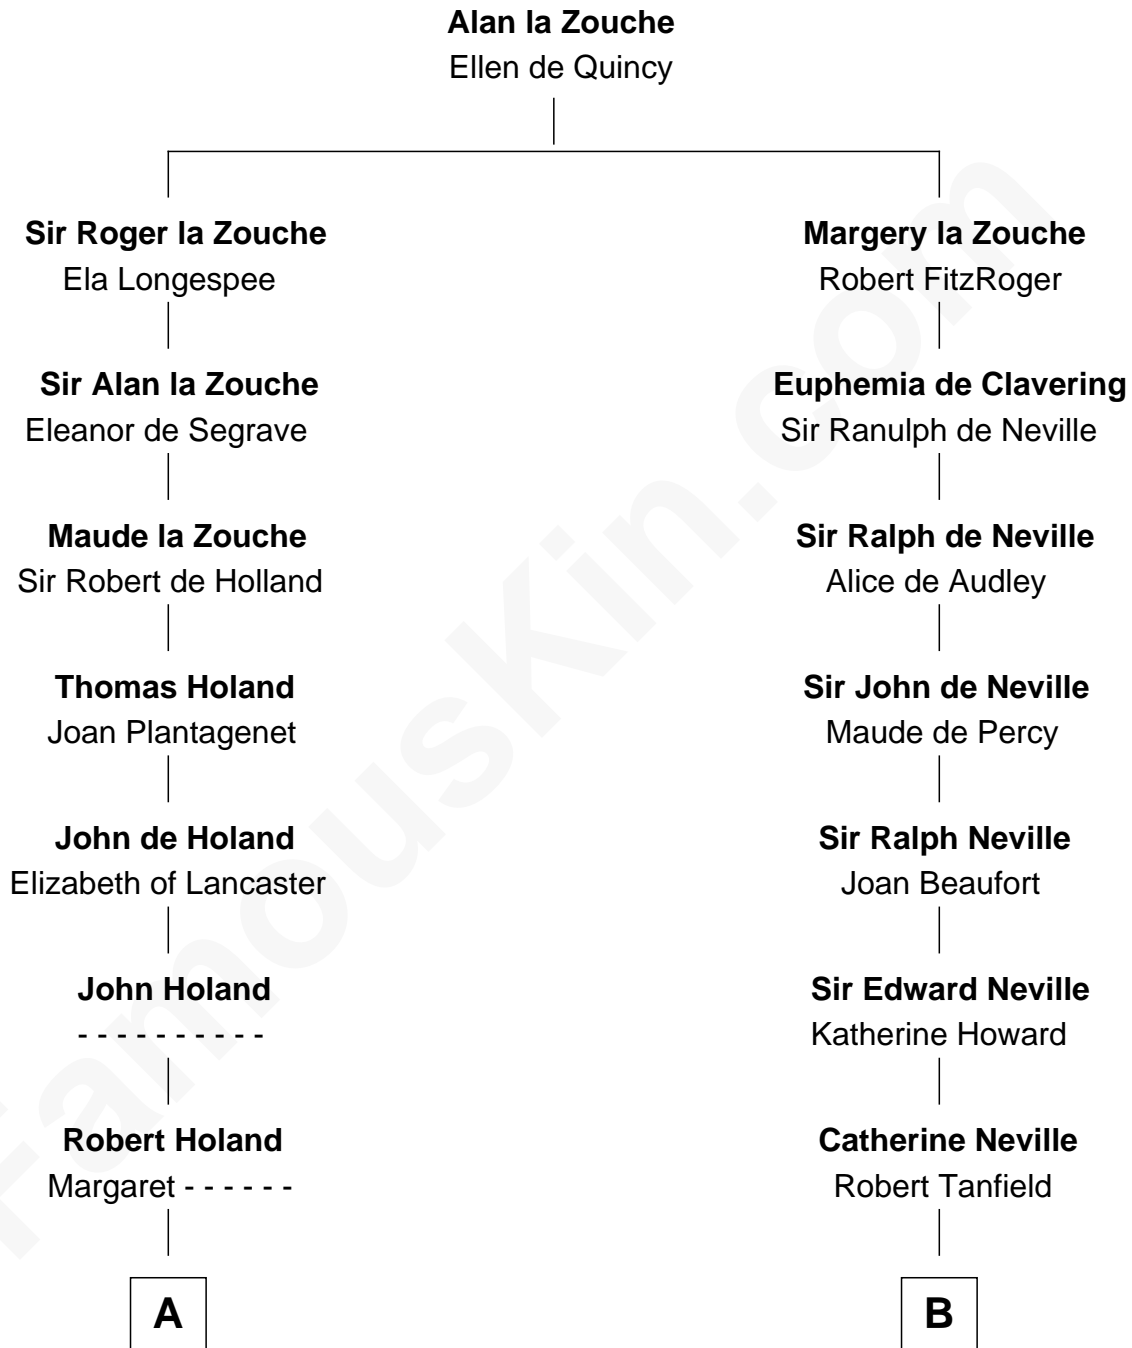 Alan la Zouche
Ellen de Quincy
Sir Roger la Zouche
Ela Longespee
Sir Alan la Zouche
Eleanor de Segrave
Maude la Zouche
Sir Robert de Holland
Thomas Holand
Joan Plantagenet
John de Holand
Elizabeth of Lancaster
John Holand
- - - - - - - - - -
Robert Holand
Margaret - - - - - -
A
Margery la Zouche
Robert FitzRoger
Euphemia de Clavering
Sir Ranulph de Neville
Sir Ralph de Neville
Alice de Audley
Sir John de Neville
Maude de Percy
Sir Ralph Neville
Joan Beaufort
Sir Edward Neville
Katherine Howard
Catherine Neville
Robert Tanfield
B
FamousKin.com